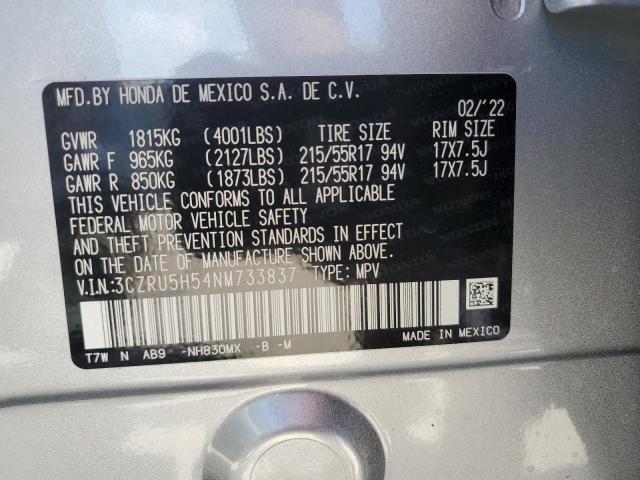 MFD.BY HONDA DE MEXICO S.A. DE C.V.
02/'22
GVWR 1815KG (4001LBS) TIRE SIZE RIM SIZE
GAWR F 965KG (2127LBS) 215/55R17 94V 17X7.5J
GAWR R 850KG (1873LBS) 215/55R17 94V 17X7.5J
THIS VEHICLE CONFORMS TO ALL APPLICABLE
FEDERAL MOTOR VEHICLE SAFETY
AND THEFT PREVENTION STANDARDS IN EFFECT
ON THE DATE OF MANUFACTURE SHOWN ABOVE.
V.I.N:3CZRU5H54NM733837 TYPE: MPV
T7W N AB9 -NH830MX -B -M
MADE IN MEXICO